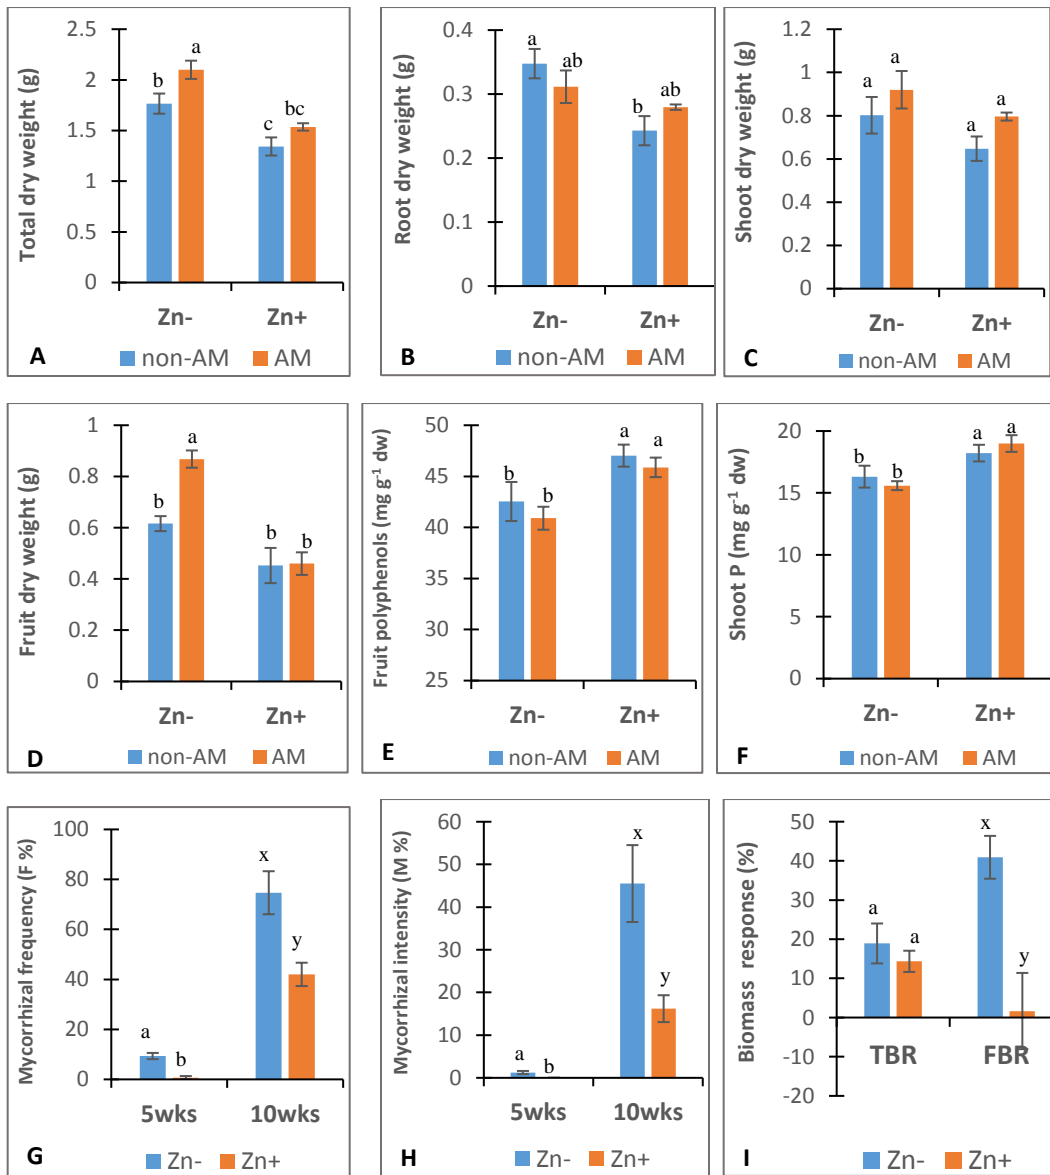 Total dry weight (g)
2.5
2
1.5
1
0.5
0
b
a
c
bc
Zn- Zn+
A
non-AM AM
Root dry weight (g)
0.4
0.3
0.2
0.1
0
a
ab
b
ab
Zn- Zn+
B
non-AM AM
Shoot dry weight (g)
1.2
1
0.8
0.6
0.4
0.2
0
a
a
a
a
Zn- Zn+
C
non-AM AM
Fruit dry weight (g)
1
0.8
0.6
0.4
0.2
0
b
a
b
b
Zn- Zn+
D
non-AM AM
Fruit polyphenols (mg g-1 dw)
50
45
40
35
30
25
b
b
a
a
Zn- Zn+
E
non-AM AM
Shoot P (mg g-1 dw)
20
15
10
5
0
b
b
a
a
Zn- Zn+
F
non-AM AM
Mycorrhizal frequency (F %)
100
80
60
40
20
0
a
b
x
y
5wks 10wks
G
Zn- Zn+
Mycorrhizal intensity (M %)
60
50
40
30
20
10
0
a
b
x
y
5wks 10wks
H
Zn- Zn+
Biomass response (%)
50
40
30
20
10
0
-10
-20
a
a
x
y
TBR FBR
I
Zn- Zn+